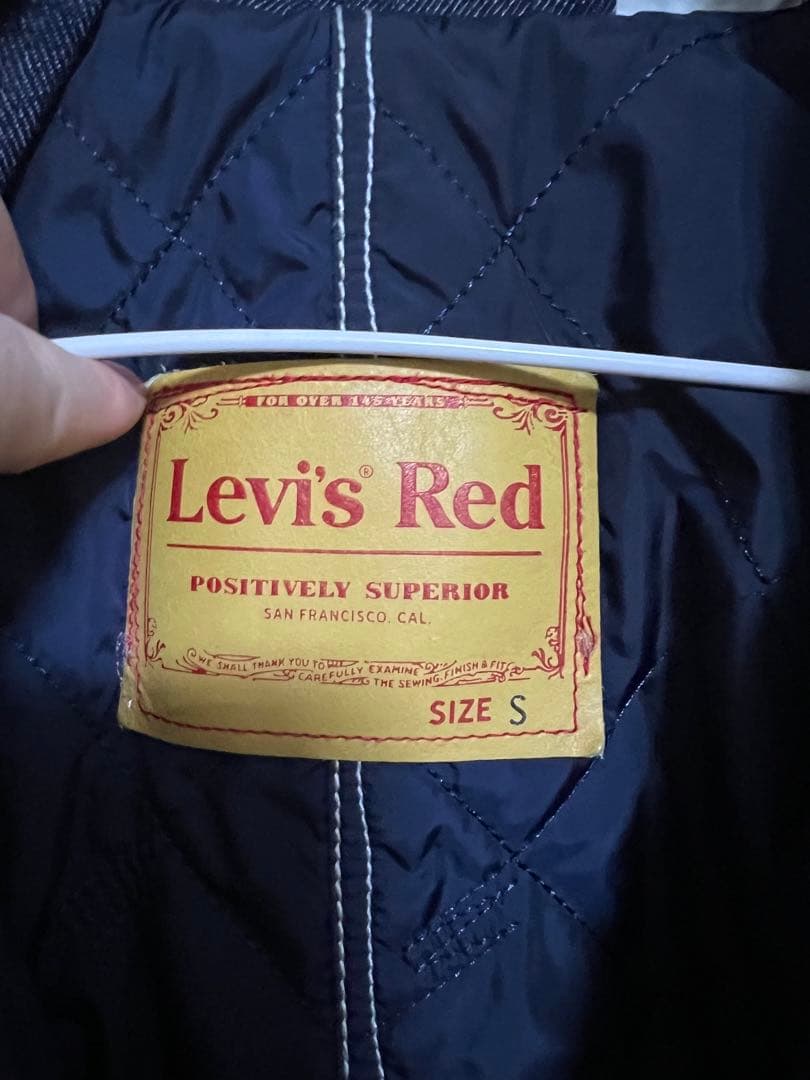 FOR OVER 145 YEARS
Levi's® Red
POSITIVELY SUPERIOR
SAN FRANCISCO, CAL.
WE SHALL THANK YOU TO
CAREFULLY EXAMINE
THE SEWING, FINISH & FIT
SIZE S